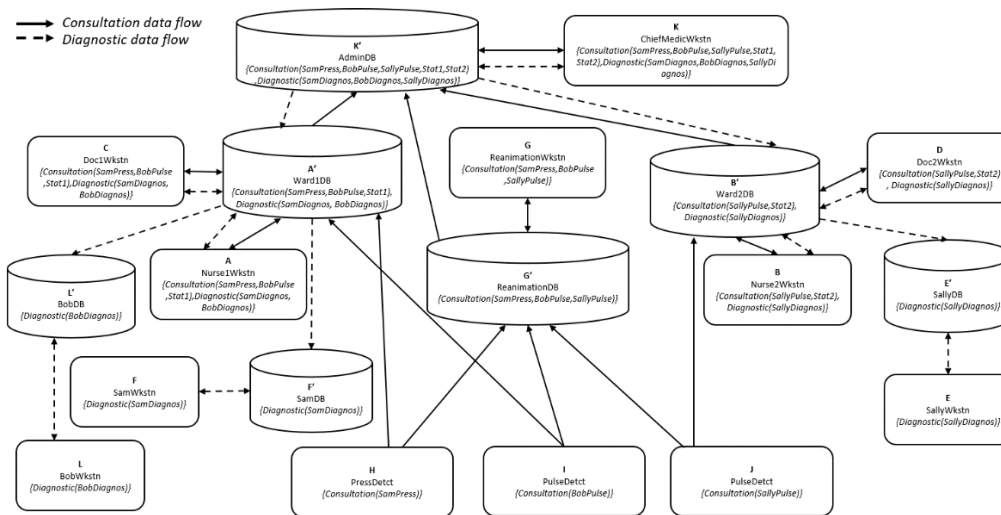 Consultation data flow
Diagnostic data flow
K'
AdminDB
{Consultation(SamPress,BobPulse,SallyPulse,Stat1,Stat2)
,Diagnostic(SamDiagnos,BobDiagnos,SallyDiagnos)}
K
ChiefMedicWkstn
{Consultation(SamPress,BobPulse,SallyPulse,Stat1,
Stat2),Diagnostic(SamDiagnos,BobDiagnos,SallyDi
agnos)}
C
Doc1Wkstn
{Consultation(SamPress,BobPulse
,Stat1),Diagnostic(SamDiagnos,
BobDiagnos)}
A'
Ward1DB
{Consultation(SamPress,BobPulse,Stat1),
Diagnostic(SamDiagnos, BobDiagnos)}
G
ReanimationWkstn
{Consultation(SamPress,BobPulse
,SallyPulse)}
B'
Ward2DB
{Consultation(SallyPulse,Stat2),
Diagnostic(SallyDiagnos)}
D
Doc2Wkstn
{Consultation(SallyPulse,Stat2)
, Diagnostic(SallyDiagnos)}
L'
BobDB
{Diagnostic(BobDiagnos)}
A
Nurse1Wkstn
{Consultation(SamPress,BobPulse
,Stat1),Diagnostic(SamDiagnos,
BobDiagnos)}
G'
ReanimationDB
{Consultation(SamPress,BobPulse,SallyPulse)}
B
Nurse2Wkstn
{Consultation(SallyPulse,Stat2),
Diagnostic(SallyDiagnos)}
E'
SallyDB
{Diagnostic(SallyDiagnos)}
F
SamWkstn
{Diagnostic(SamDiagnos)}
F'
SamDB
{Diagnostic(SamDiagnos)}
E
SallyWkstn
{Diagnostic(SallyDiagnos)}
L
BobWkstn
{Diagnostic(BobDiagnos)}
H
PressDetct
{Consultation(SamPress)}
I
PulseDetct
{Consultation(BobPulse)}
J
PulseDetct
{Consultation(SallyPulse)}